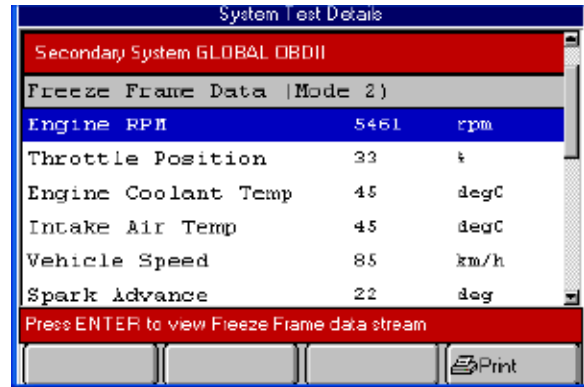 System Test Details
Secondary System GLOBAL OBDII
Freeze Frame Data (Mode 2)
Engine RPM 5461 rpm
Throttle Position 33 %
Engine Coolant Temp 45 degC
Intake Air Temp 45 degC
Vehicle Speed 85 km/h
Spark Advance 22 deg
Press ENTER to view Freeze Frame data stream
Print